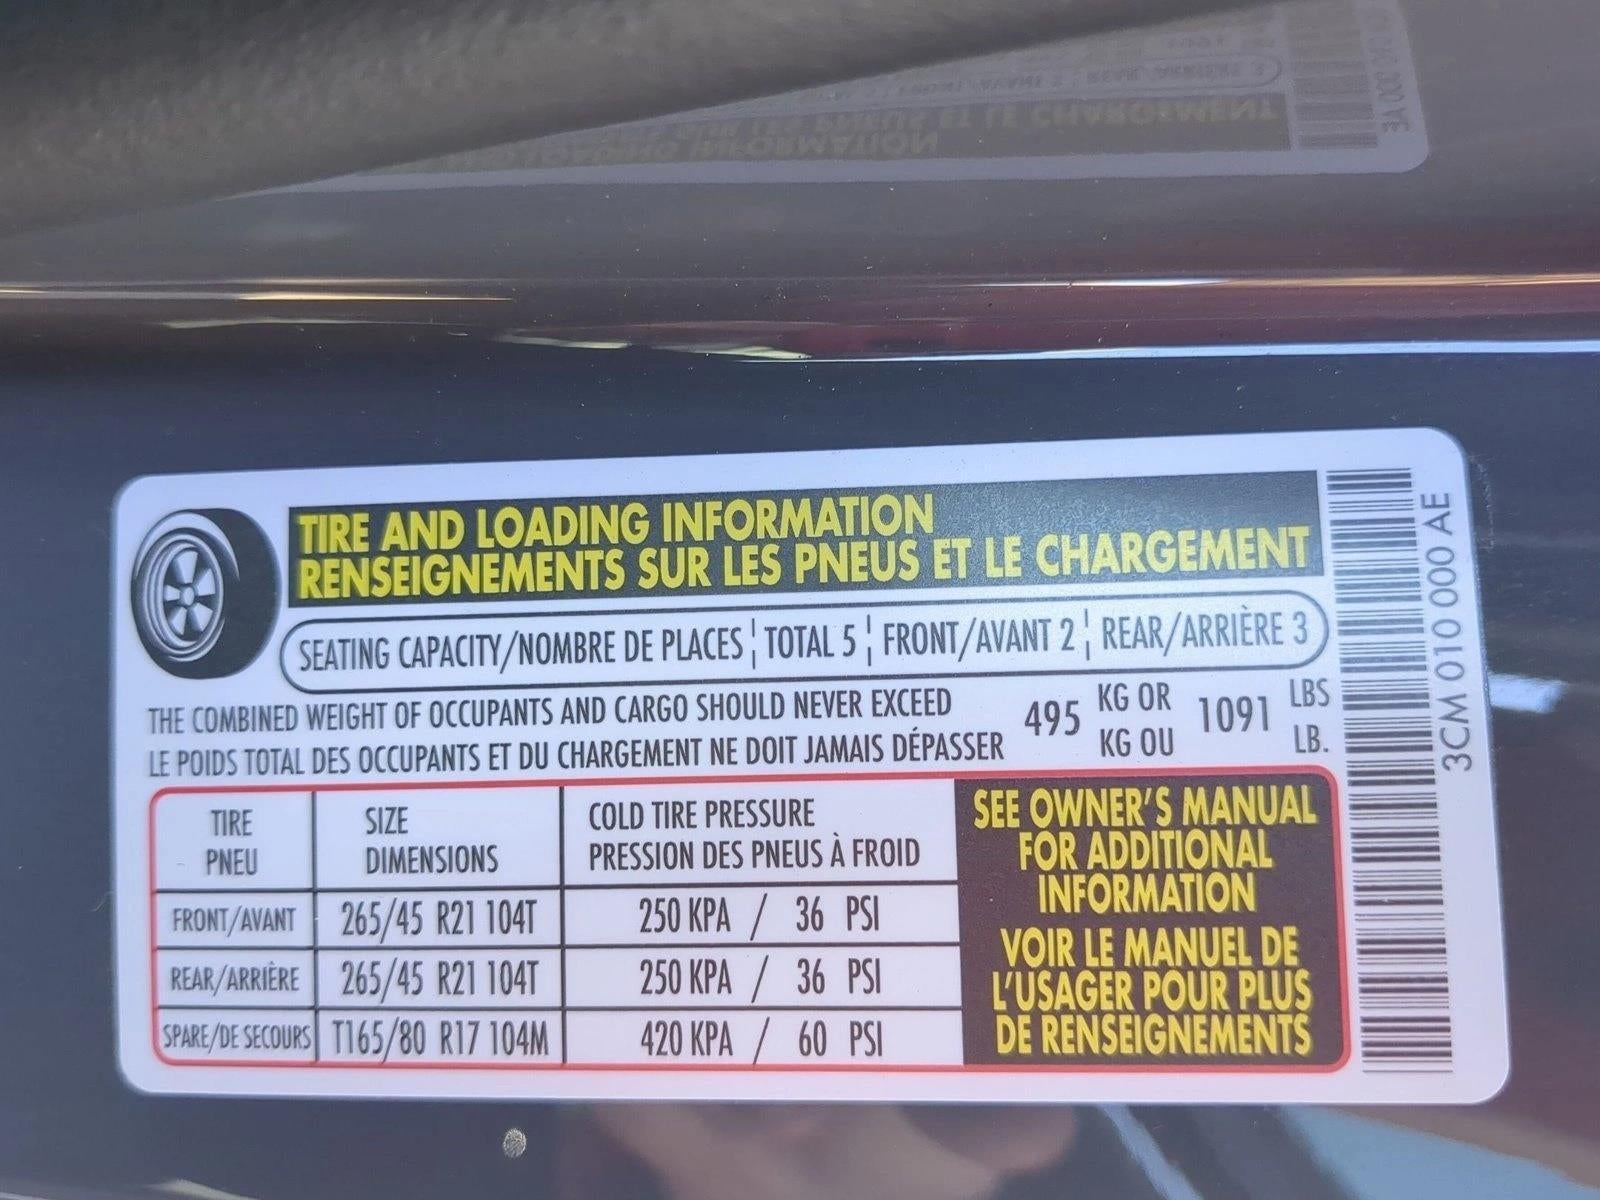 TIRE AND LOADING INFORMATION
RENSEIGNEMENTS SUR LES PNEUS ET LE CHARGEMENT
SEATING CAPACITY/NOMBRE DE PLACES ¦ TOTAL 5 ¦ FRONT/AVANT 2 ¦ REAR/ARRIÈRE 3
THE COMBINED WEIGHT OF OCCUPANTS AND CARGO SHOULD NEVER EXCEED
LE POIDS TOTAL DES OCCUPANTS ET DU CHARGEMENT NE DOIT JAMAIS DÉPASSER
495 KG OR 1091 LBS
KG OU LB.
TIRE SIZE COLD TIRE PRESSURE
PNEU DIMENSIONS PRESSION DES PNEUS À FROID
FRONT/AVANT 265/45 R21 104T 250 KPA / 36 PSI
REAR/ARRIÈRE 265/45 R21 104T 250 KPA / 36 PSI
SPARE/DE SECOURS T165/80 R17 104M 420 KPA / 60 PSI
SEE OWNER'S MANUAL
FOR ADDITIONAL
INFORMATION
VOIR LE MANUEL DE
L'USAGER POUR PLUS
DE RENSEIGNEMENTS
3CM 010 000 AE